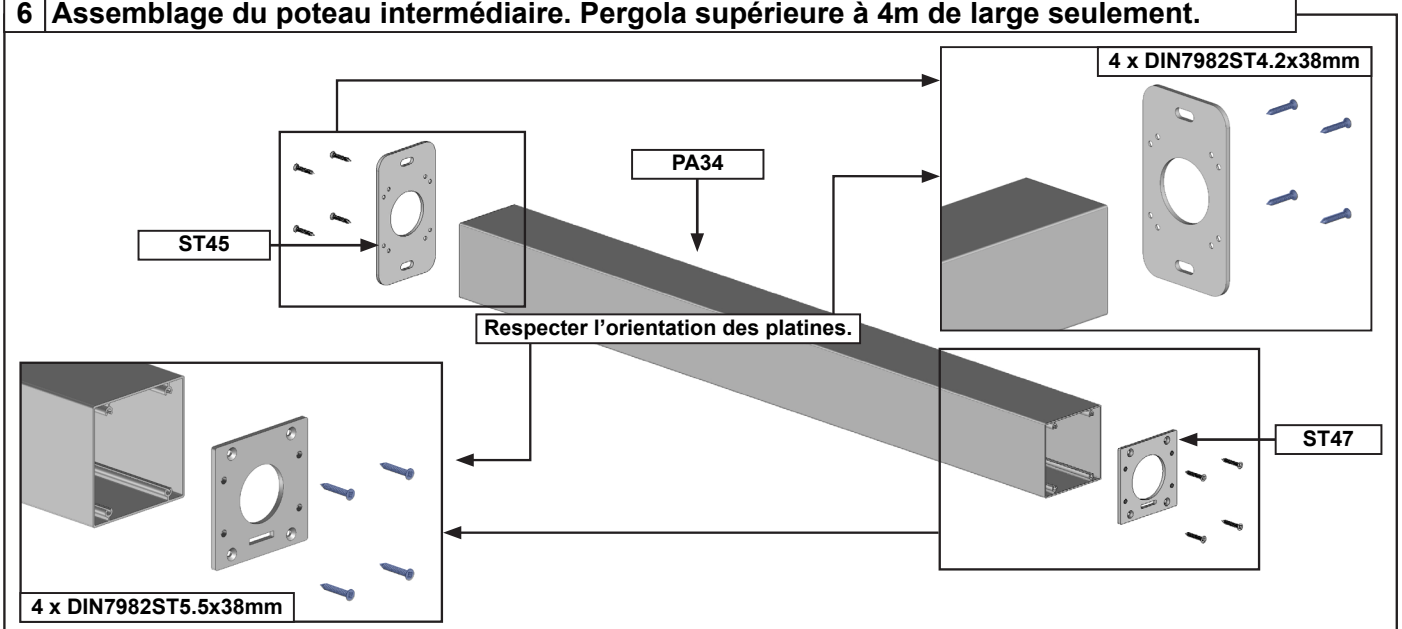 6 Assemblage du poteau intermédiaire. Pergola supérieure à 4m de large seulement.
4 x DIN7982ST4.2x38mm
PA34
ST45
Respecter l’orientation des platines.
ST47
4 x DIN7982ST5.5x38mm